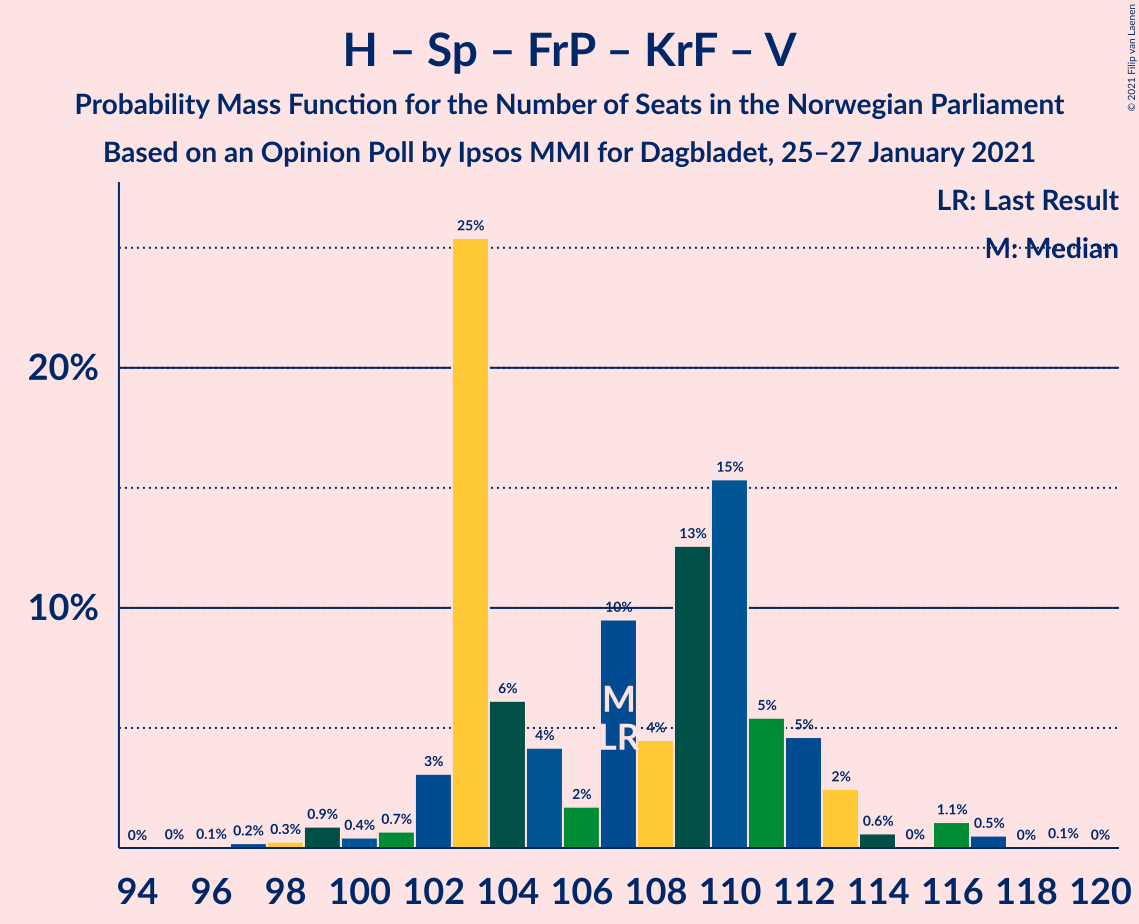 H – Sp – FrP – KrF – V
Probability Mass Function for the Number of Seats in the Norwegian Parliament
Based on an Opinion Poll by Ipsos MMI for Dagbladet, 25–27 January 2021
© 2021 Filip van Laenen
LR: Last Result
M: Median
20%
10%
0% 0% 0.1% 0.2% 0.3% 0.9% 0.4% 0.7% 3% 25% 6% 4% 2% 10% 4% 13% 15% 5% 5% 2% 0.6% 0% 1.1% 0.5% 0% 0.1% 0%
M
LR
94 96 98 100 102 104 106 108 110 112 114 116 118 120